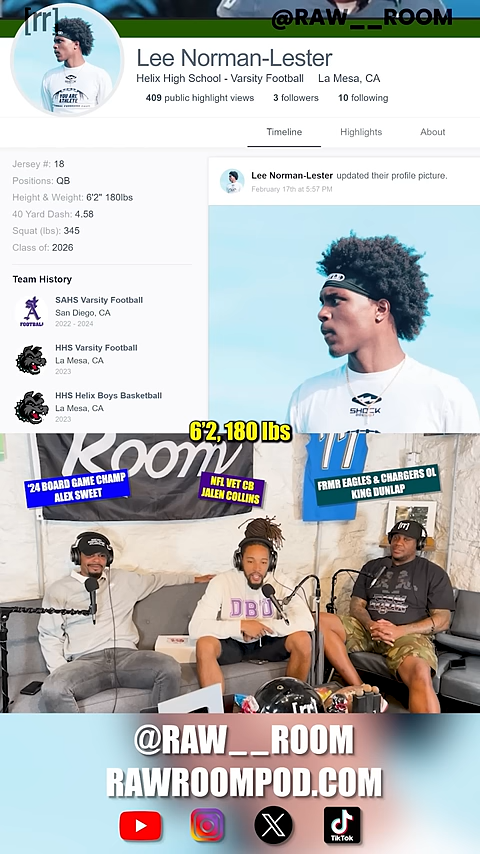 [rr]
@RAW__ROOM
Lee Norman-Lester
Helix High School - Varsity Football La Mesa, CA
409 public highlight views 3 followers 10 following
Timeline Highlights About
Jersey #: 18
Positions: QB
Height & Weight: 6'2" 180lbs
40 Yard Dash: 4.58
Squat (lbs): 345
Class of: 2026
Team History
SAHS Varsity Football
San Diego, CA
2022 - 2024
FOOTBALL
HHS Varsity Football
La Mesa, CA
2023
HHS Helix Boys Basketball
La Mesa, CA
2023
Lee Norman-Lester updated their profile picture.
February 17th at 5:57 PM
SHOCK
6'2, 180 lbs
Room
'24 BOARD GAME CHAMP
ALEX SWEET
NFL VET CB
JALEN COLLINS
FRMR EAGLES & CHARGERS OL
KING DUNLAP
DBU
[rr]
@RAW__ROOM
RAWROOMPOD.COM
TikTok